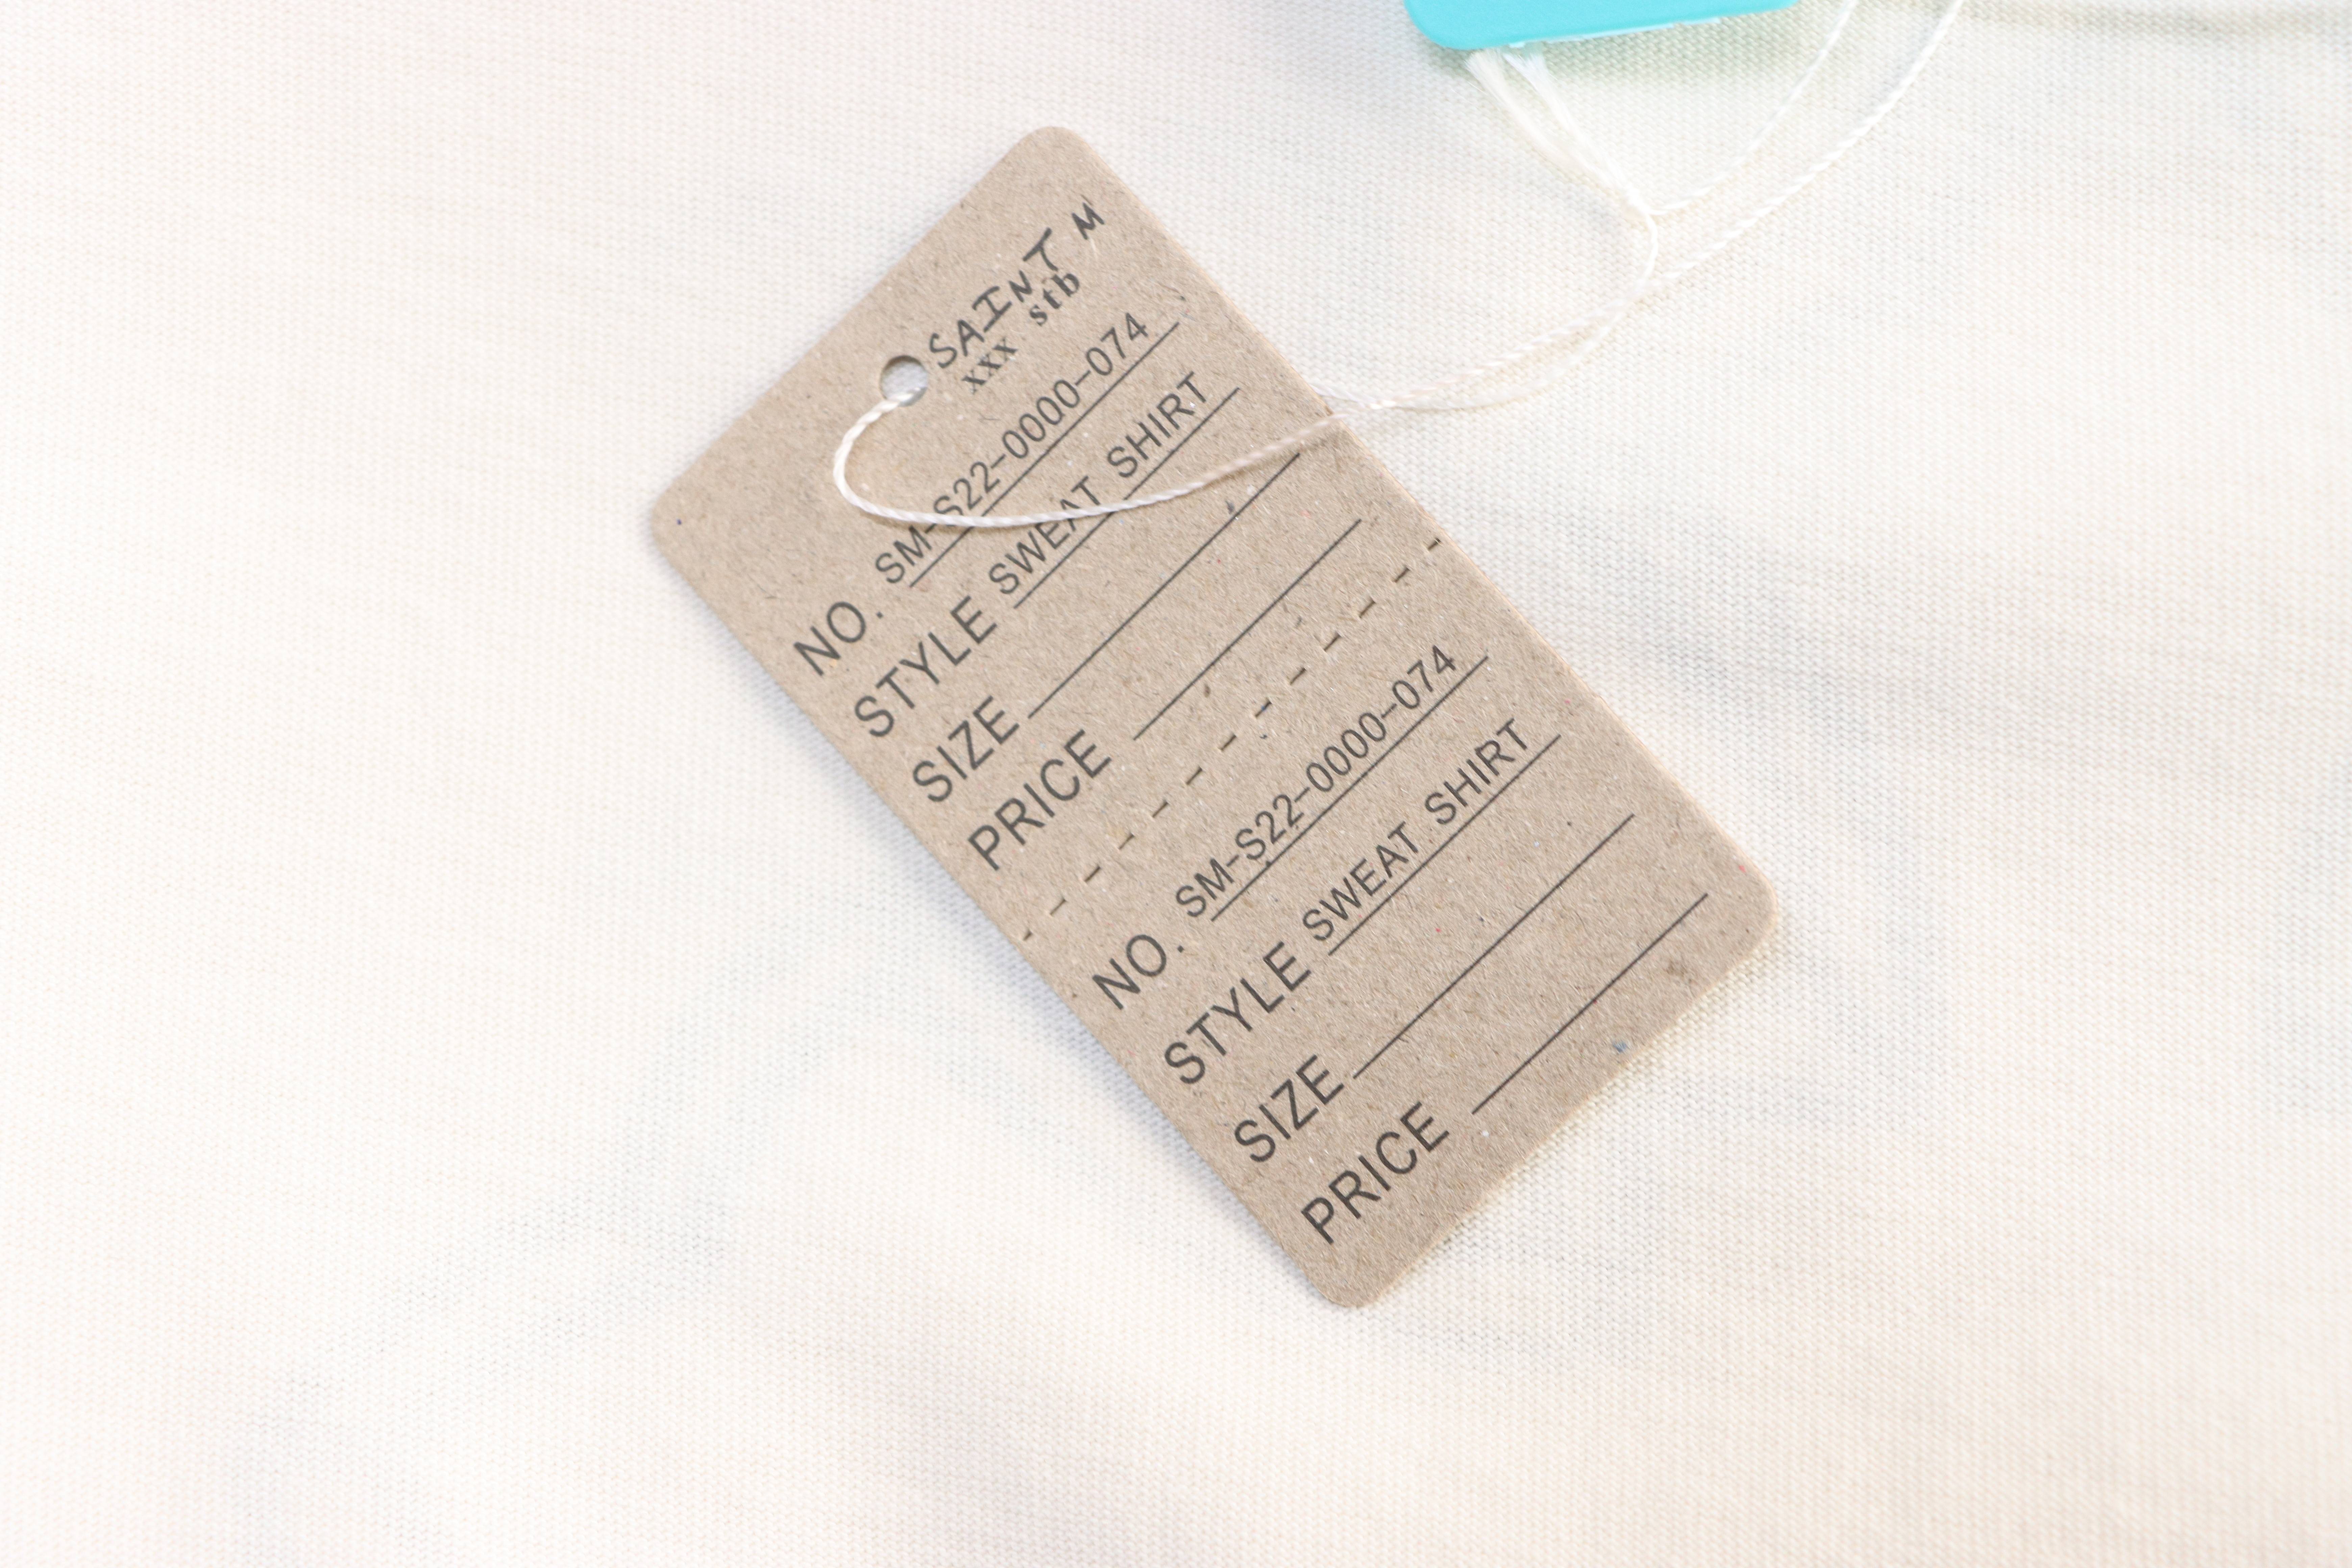 SAINT M
xxx stb
NO. SM-S22-0000-074
STYLE SWEAT SHIRT
SIZE
PRICE
NO. SM-S22-0000-074
STYLE SWEAT SHIRT
SIZE
PRICE